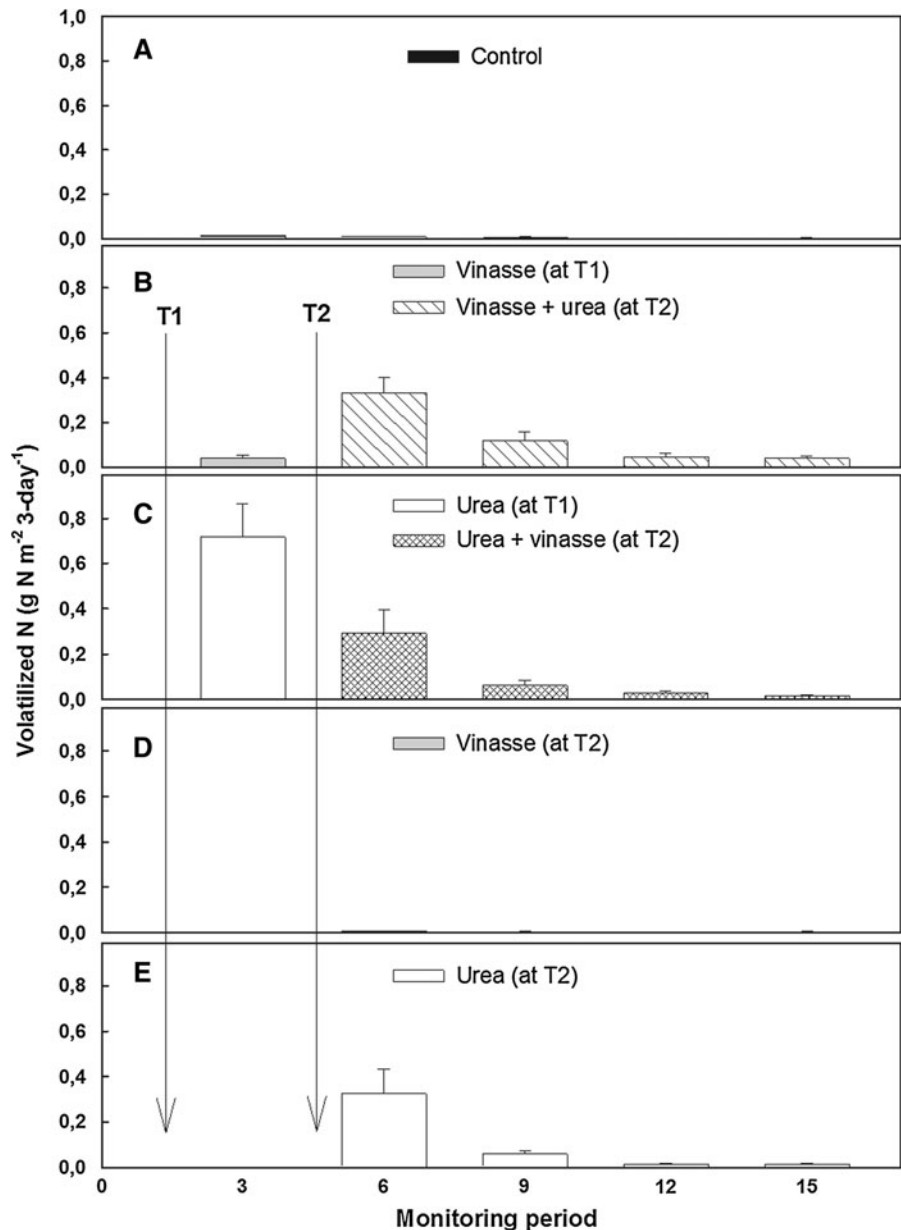 Volatilized N (g N m-2 3-day-1)
1,0
A
Control
0,8
0,6
0,4
0,2
0,0
B
Vinasse (at T1)
0,8
Vinasse + urea (at T2)
T1
T2
0,6
0,4
0,2
0,0
C
Urea (at T1)
0,8
Urea + vinasse (at T2)
0,6
0,4
0,2
0,0
D
Vinasse (at T2)
0,8
0,6
0,4
0,2
0,0
E
Urea (at T2)
0,8
0,6
0,4
0,2
0,0
0 3 6 9 12 15
Monitoring period